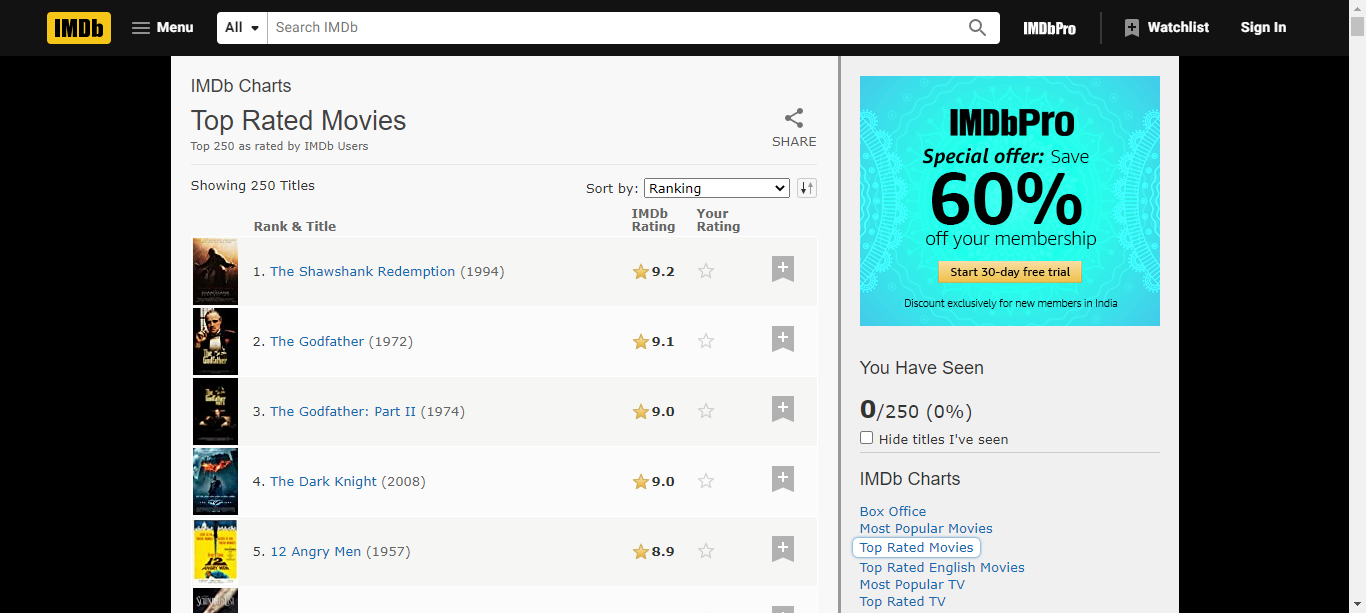 IMDb Menu All Search IMDb IMDbPro Watchlist Sign In
IMDb Charts
Top Rated Movies
Top 250 as rated by IMDb Users
SHARE
Showing 250 Titles
Sort by: Ranking
Rank & Title IMDb Rating Your Rating
1. The Shawshank Redemption (1994) 9.2
2. The Godfather (1972) 9.1
3. The Godfather: Part II (1974) 9.0
4. The Dark Knight (2008) 9.0
5. 12 Angry Men (1957) 8.9
IMDbPro
Special offer: Save
60%
off your membership
Start 30-day free trial
Discount exclusively for new members in India
You Have Seen
0/250 (0%)
Hide titles I've seen
IMDb Charts
Box Office
Most Popular Movies
Top Rated Movies
Top Rated English Movies
Most Popular TV
Top Rated TV